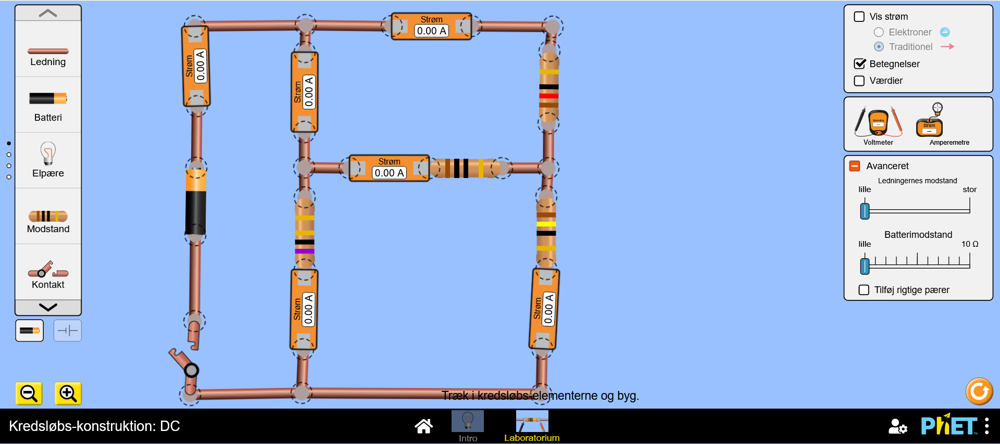 Ledning
Batteri
Elpære
Modstand
Kontakt
Strøm
0.00 A
Strøm
0.00 A
Strøm
0.00 A
Strøm
0.00 A
Strøm
0.00 A
Strøm
0.00 A
Træk i kredsløbs-elementerne og byg.
Vis strøm
Elektroner
Traditionel
Betegnelser
Værdier
Spænding
Strøm
Voltmeter
Amperemetre
Avanceret
Ledningernes modstand
lille stor
Batterimodstand
lille 10 Ω
Tilføj rigtige pærer
Kredsløbs-konstruktion: DC
Intro
Laboratorium
PhET